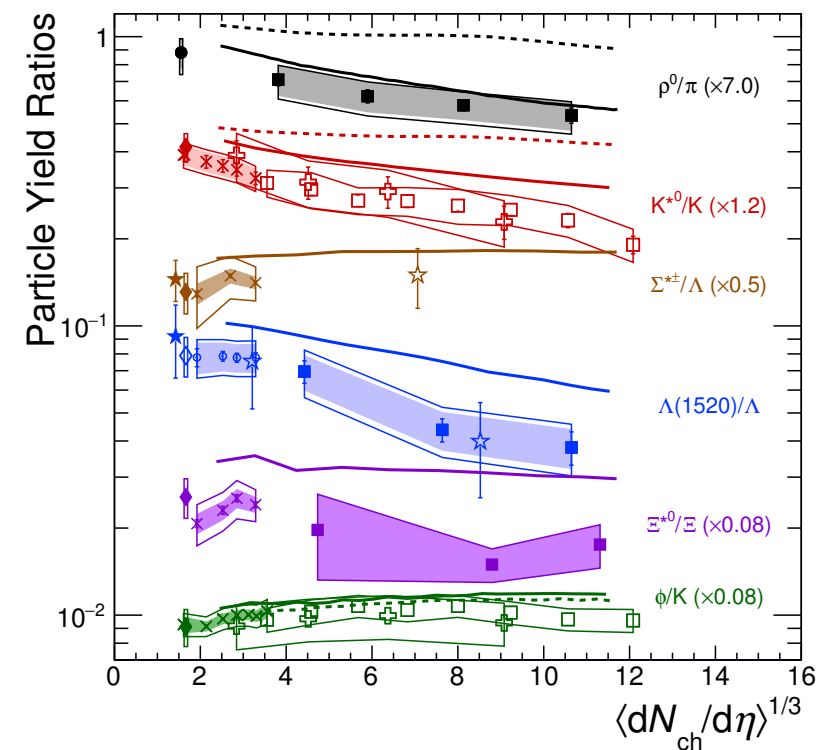 Particle Yield Ratios
1
10⁻¹
10⁻²
ρ⁰/π (×7.0)
K*⁰/K (×1.2)
Σ*±/Λ (×0.5)
Λ(1520)/Λ
Ξ*⁰/Ξ (×0.08)
ϕ/K (×0.08)
0 2 4 6 8 10 12 14 16
⟨dN_ch/dη⟩^1/3